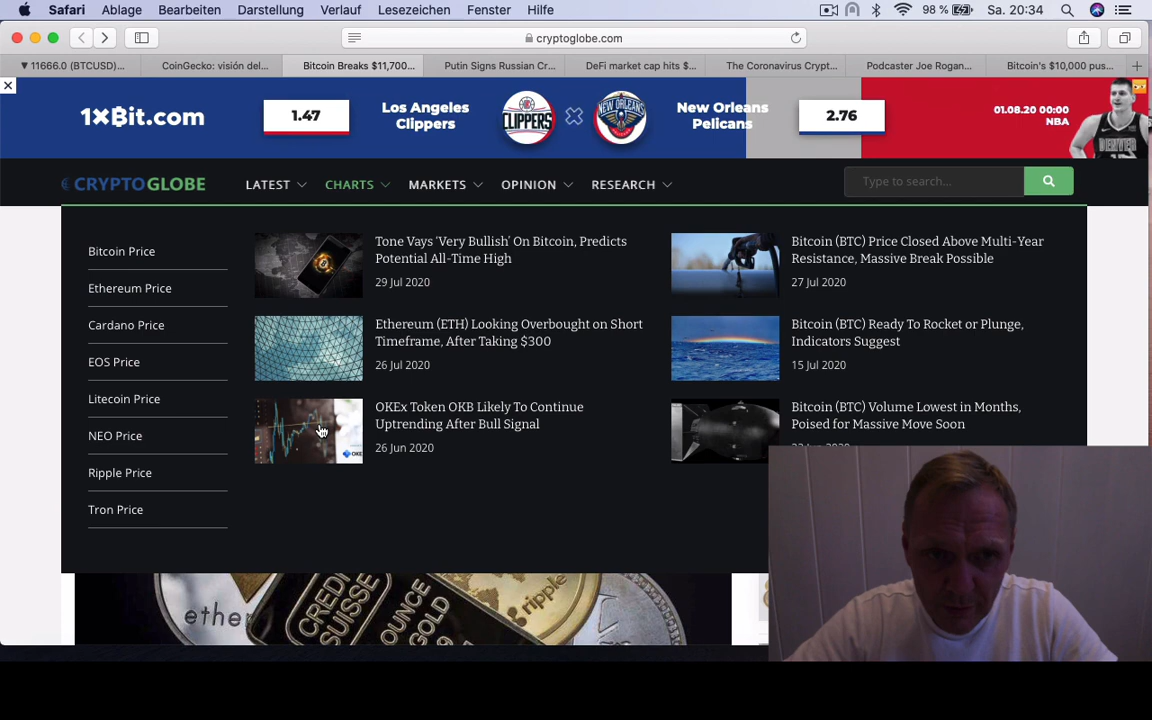 Safari Ablage Bearbeiten Darstellung Verlauf Lesezeichen Fenster Hilfe 98 % Sa. 20:34
cryptoglobe.com
▼ 11666.0 (BTCUSD)... CoinGecko: visión del... Bitcoin Breaks $11,700... Putin Signs Russian Cr... DeFi market cap hits $... The Coronavirus Crypt... Podcaster Joe Rogan... Bitcoin's $10,000 pus...
1xBit.com
1.47
Los Angeles
Clippers
CLIPPERS
NEW ORLEANS
New Orleans
Pelicans
2.76
01.08.20 00:00
NBA
DENVER
CRYPTOGLOBE
LATEST CHARTS MARKETS OPINION RESEARCH
Type to search...
Bitcoin Price
Ethereum Price
Cardano Price
EOS Price
Litecoin Price
NEO Price
Ripple Price
Tron Price
Tone Vays ‘Very Bullish’ On Bitcoin, Predicts
Potential All-Time High
29 Jul 2020
Bitcoin (BTC) Price Closed Above Multi-Year
Resistance, Massive Break Possible
27 Jul 2020
Ethereum (ETH) Looking Overbought on Short
Timeframe, After Taking $300
26 Jul 2020
Bitcoin (BTC) Ready To Rocket or Plunge,
Indicators Suggest
15 Jul 2020
OKEx Token OKB Likely To Continue
Uptrending After Bull Signal
26 Jun 2020
Bitcoin (BTC) Volume Lowest in Months,
Poised for Massive Move Soon
OKE
ether
CREDIT
SUISSE
OUNCE
GOLD
ripple